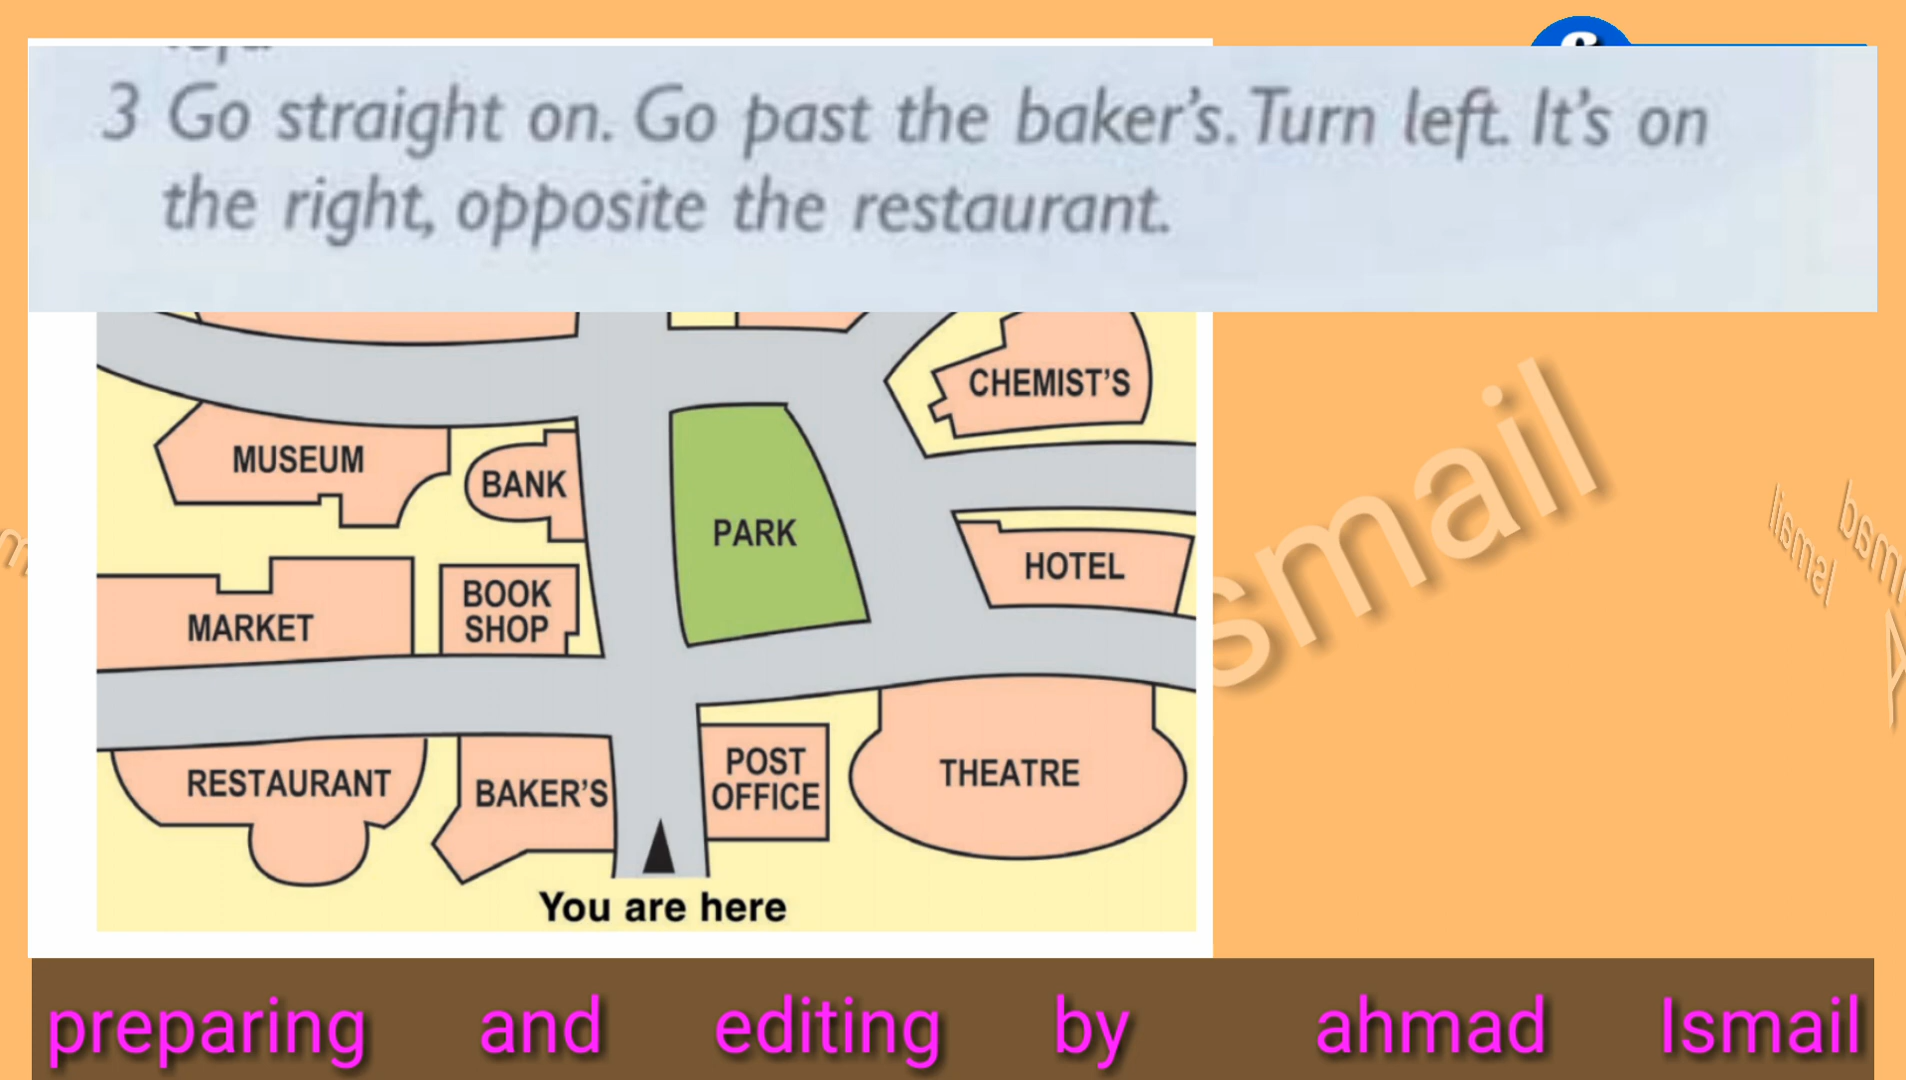 3 Go straight on. Go past the baker's. Turn left. It's on
the right, opposite the restaurant.
CHEMIST'S
MUSEUM
BANK
PARK
HOTEL
MARKET
BOOK
SHOP
RESTAURANT
BAKER'S
POST
OFFICE
THEATRE
You are here
smail
Ismail
preparing and editing by ahmad Ismail